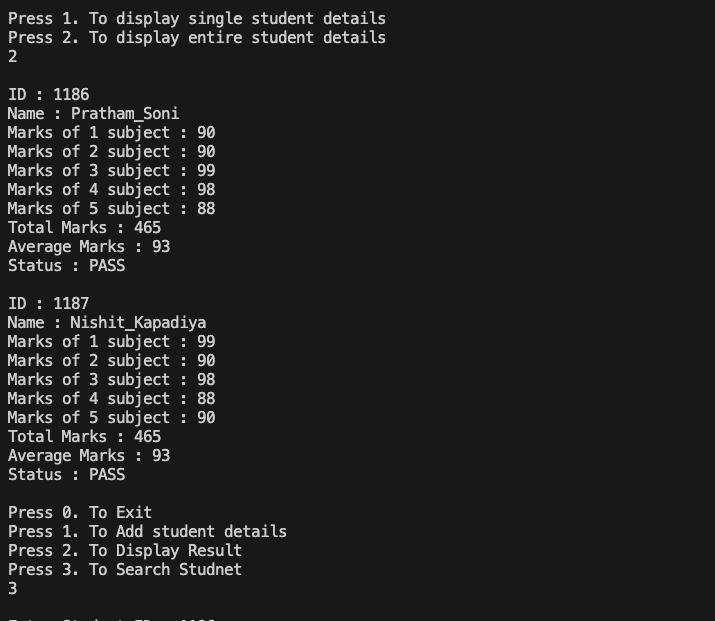 Press 1. To display single student details
Press 2. To display entire student details
2
ID : 1186
Name : Pratham_Soni
Marks of 1 subject : 90
Marks of 2 subject : 90
Marks of 3 subject : 99
Marks of 4 subject : 98
Marks of 5 subject : 88
Total Marks : 465
Average Marks : 93
Status : PASS
ID : 1187
Name : Nishit_Kapadiya
Marks of 1 subject : 99
Marks of 2 subject : 90
Marks of 3 subject : 98
Marks of 4 subject : 88
Marks of 5 subject : 90
Total Marks : 465
Average Marks : 93
Status : PASS
Press 0. To Exit
Press 1. To Add student details
Press 2. To Display Result
Press 3. To Search Studnet
3